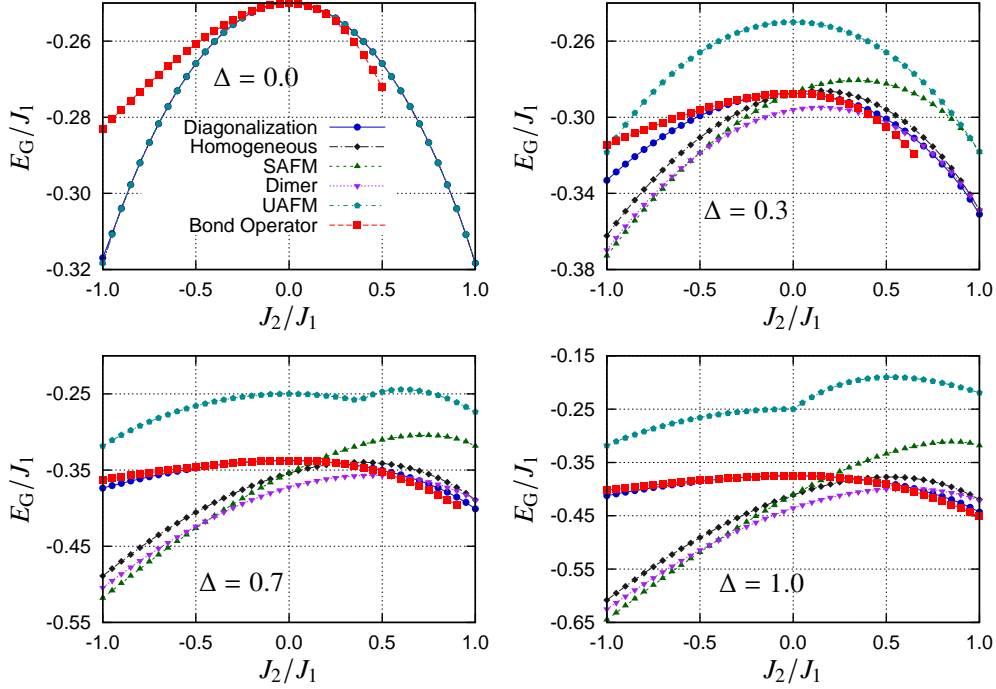 -0.26
-0.28
-0.30
-0.32
E_G/J_1
Δ = 0.0
Diagonalization
Homogeneous
SAFM
Dimer
UAFM
Bond Operator
-1.0 -0.5 0.0 0.5 1.0
J_2/J_1
-0.26
-0.30
-0.34
-0.38
E_G/J_1
Δ = 0.3
-1.0 -0.5 0.0 0.5 1.0
J_2/J_1
-0.25
-0.35
-0.45
-0.55
E_G/J_1
Δ = 0.7
-1.0 -0.5 0.0 0.5 1.0
J_2/J_1
-0.15
-0.25
-0.35
-0.45
-0.55
-0.65
E_G/J_1
Δ = 1.0
-1.0 -0.5 0.0 0.5 1.0
J_2/J_1